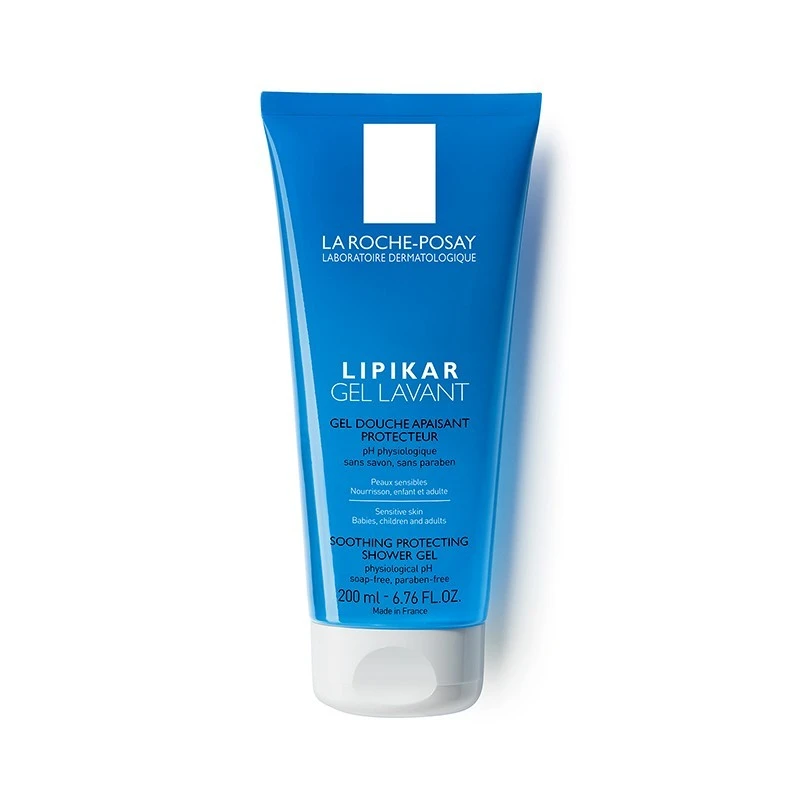 LA ROCHE-POSAY
LABORATOIRE DERMATOLOGIQUE
LIPIKAR
GEL LAVANT
GEL DOUCHE APAISANT
PROTECTEUR
pH physiologique
sans savon, sans paraben
Peaux sensibles
Nourrisson, enfant et adulte
Sensitive skin
Babies, children and adults
SOOTHING PROTECTING
SHOWER GEL
physiological pH
soap-free, paraben-free
200 ml - 6.76 FL.OZ.
Made in France